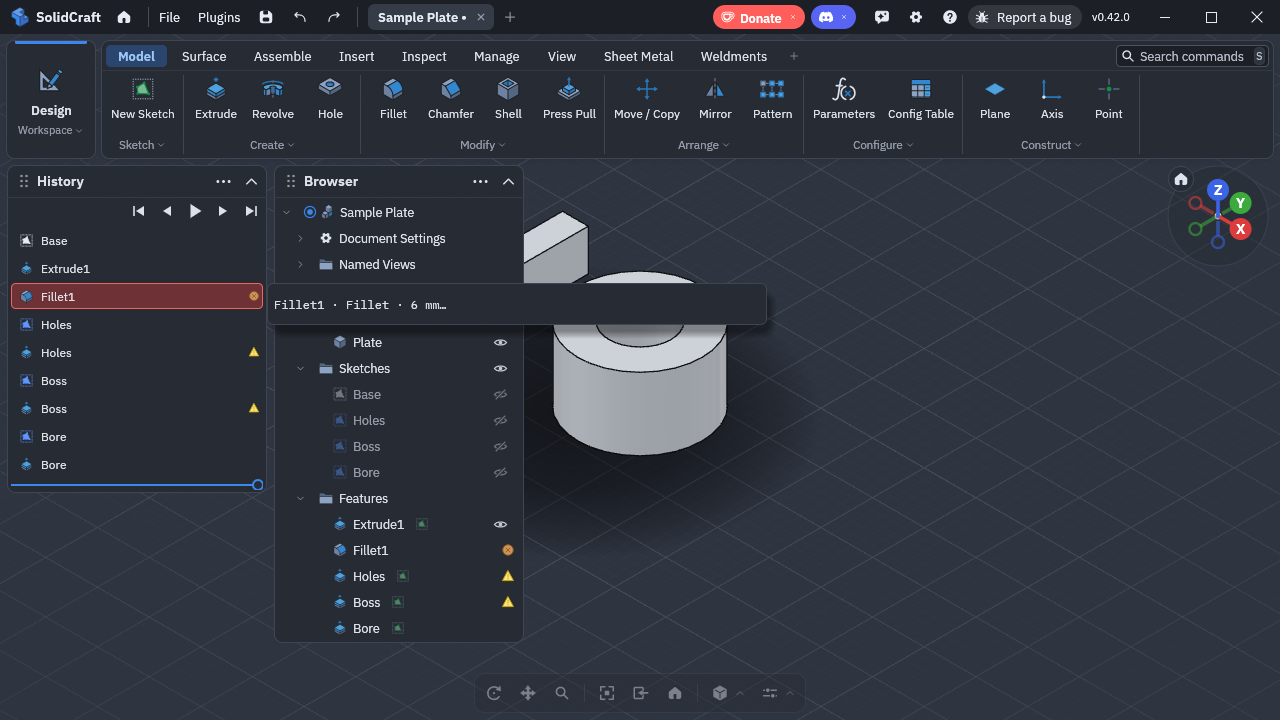 SolidCraft
File
Plugins
Sample Plate •
Donate
Report a bug
v0.42.0
Design
Workspace
Model
Surface
Assemble
Insert
Inspect
Manage
View
Sheet Metal
Weldments
Search commands
S
New Sketch
Extrude
Revolve
Hole
Fillet
Chamfer
Shell
Press Pull
Move / Copy
Mirror
Pattern
Parameters
Config Table
Plane
Axis
Point
Sketch
Create
Modify
Arrange
Configure
Construct
History
Base
Extrude1
Fillet1
Holes
Holes
Boss
Boss
Bore
Bore
Browser
Sample Plate
Document Settings
Named Views
Fillet1 · Fillet · 6 mm…
Plate
Sketches
Base
Holes
Boss
Bore
Features
Extrude1
Fillet1
Holes
Boss
Bore
Z
Y
X